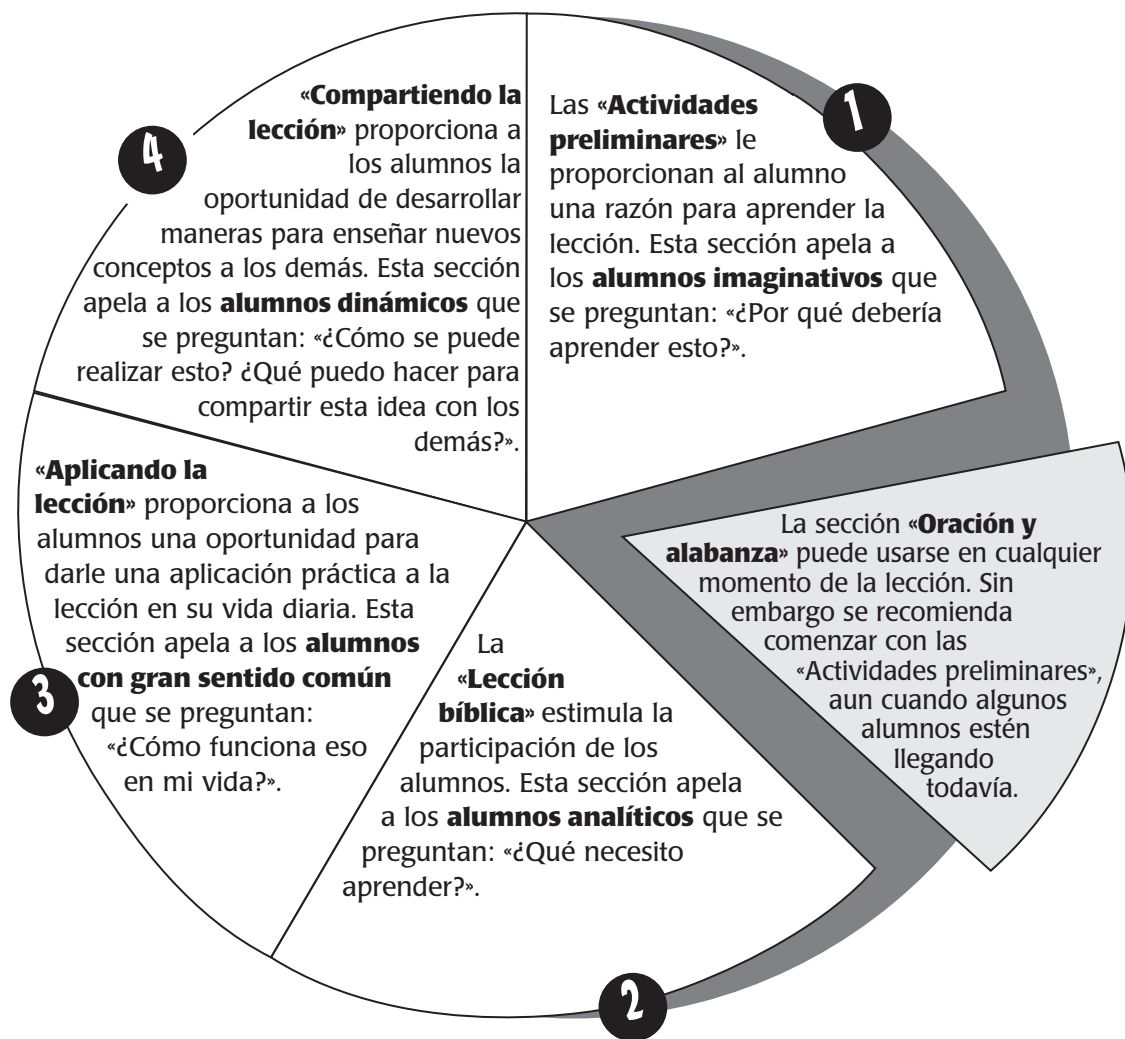 1
Las «Actividades
preliminares» le
proporcionan al alumno
una razón para aprender la
lección. Esta sección apela a
los alumnos imaginativos que
se preguntan: «¿Por qué debería
aprender esto?».
La sección «Oración y
alabanza» puede usarse en cualquier
momento de la lección. Sin
embargo se recomienda
comenzar con las
«Actividades preliminares»,
aun cuando algunos
alumnos estén
llegando
todavía.
2
La
«Lección
bíblica» estimula la
participación de los
alumnos. Esta sección apela
a los alumnos analíticos que se
preguntan: «¿Qué necesito
aprender?».
3
«Aplicando la
lección» proporciona a los
alumnos una oportunidad para
darle una aplicación práctica a la
lección en su vida diaria. Esta
sección apela a los alumnos
con gran sentido común
que se preguntan:
«¿Cómo funciona eso
en mi vida?».
4
«Compartiendo la
lección» proporciona a
los alumnos la
oportunidad de desarrollar
maneras para enseñar nuevos
conceptos a los demás. Esta sección
apela a los alumnos dinámicos que
se preguntan: «¿Cómo se puede
realizar esto? ¿Qué puedo hacer para
compartir esta idea con los
demás?».